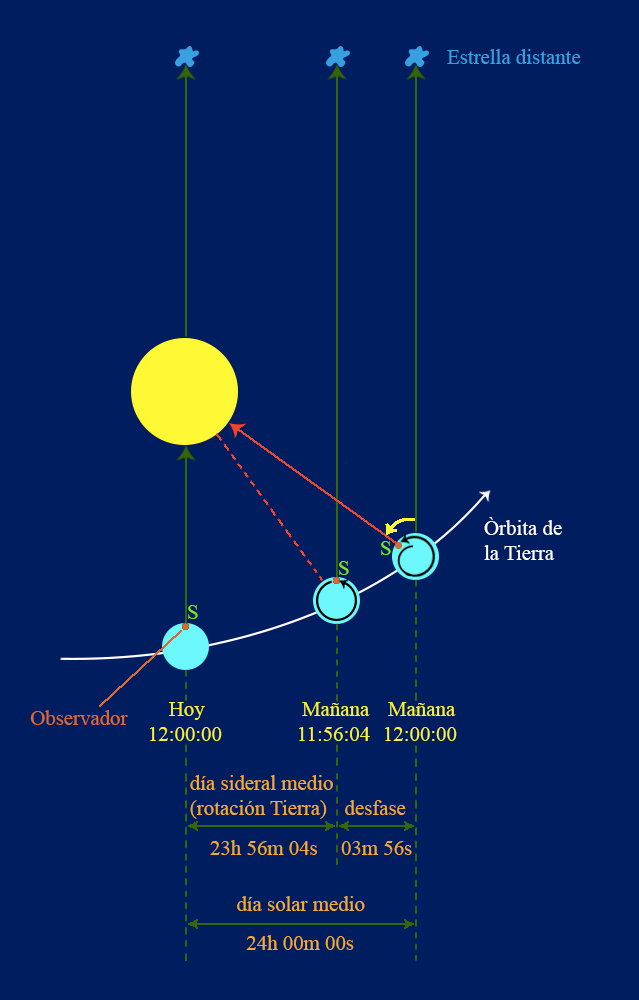 Estrella distante
Òrbita de
la Tierra
S
S
S
Observador
Hoy
12:00:00
Mañana
11:56:04
Mañana
12:00:00
día sideral medio
(rotación Tierra)
desfase
23h 56m 04s
03m 56s
día solar medio
24h 00m 00s